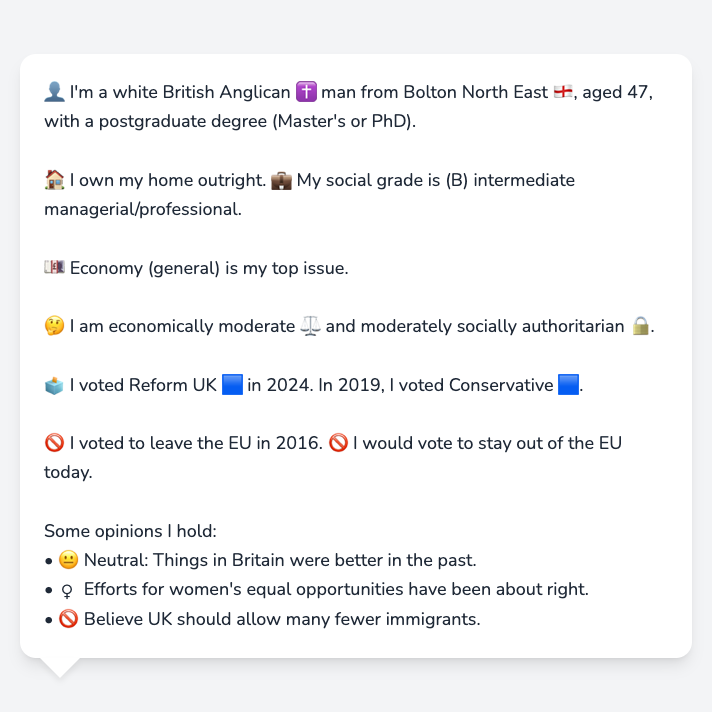 👤 I'm a white British Anglican ✝️ man from Bolton North East 🏴󠁧󠁢󠁥󠁮󠁧󠁿, aged 47,
with a postgraduate degree (Master's or PhD).
🏠 I own my home outright. 💼 My social grade is (B) intermediate
managerial/professional.
💷 Economy (general) is my top issue.
🤔 I am economically moderate ⚖️ and moderately socially authoritarian 🔒.
🗳️ I voted Reform UK 🟦 in 2024. In 2019, I voted Conservative 🟦.
🚫 I voted to leave the EU in 2016. 🚫 I would vote to stay out of the EU
today.
Some opinions I hold:
• 😐 Neutral: Things in Britain were better in the past.
• ♀ Efforts for women's equal opportunities have been about right.
• 🚫 Believe UK should allow many fewer immigrants.